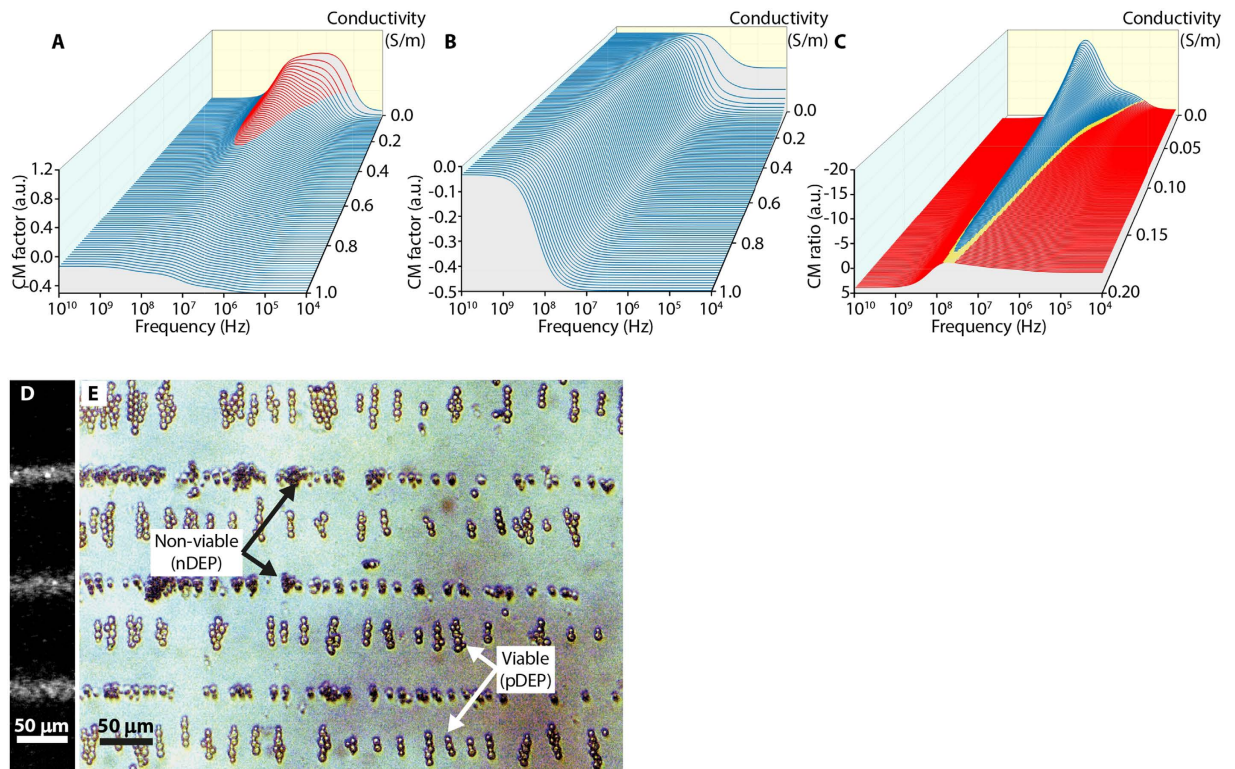 Conductivity
(S/m)
A
0.0
0.2
0.4
0.6
0.8
1.0
1.2
0.8
0.4
0.0
-0.4
CM factor (a.u.)
10¹⁰ 10⁹ 10⁸ 10⁷ 10⁶ 10⁵ 10⁴
Frequency (Hz)
Conductivity
(S/m)
B
0.0
0.2
0.4
0.6
0.8
1.0
0.0
-0.1
-0.2
-0.3
-0.4
-0.5
CM factor (a.u.)
10¹⁰ 10⁹ 10⁸ 10⁷ 10⁶ 10⁵ 10⁴
Frequency (Hz)
Conductivity
(S/m)
C
0.0
0.05
0.10
0.15
0.20
-20
-15
-10
-5
0
5
CM ratio (a.u.)
10¹⁰ 10⁹ 10⁸ 10⁷ 10⁶ 10⁵ 10⁴
Frequency (Hz)
D
50 µm
E
Non-viable
(nDEP)
Viable
(pDEP)
50 µm